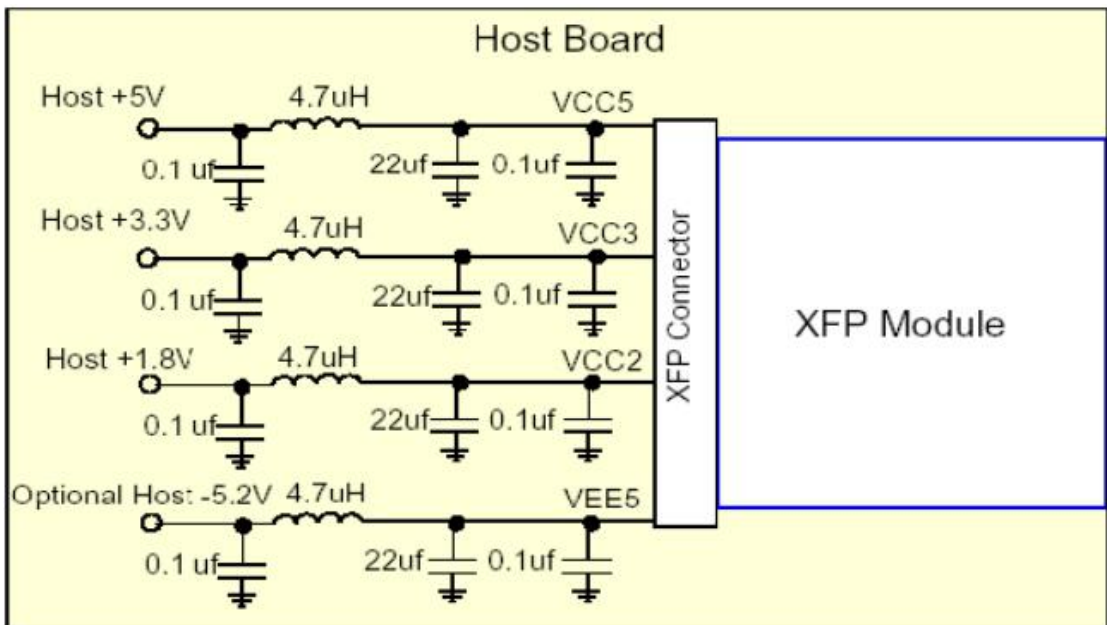 Host Board
Host +5V
4.7uH
VCC5
0.1 uf
22uf
0.1uf
Host +3.3V
4.7uH
VCC3
0.1 uf
22uf
0.1uf
Host +1.8V
4.7uH
VCC2
0.1 uf
22uf
0.1uf
Optional Host -5.2V
4.7uH
VEE5
0.1 uf
22uf
0.1uf
XFP Connector
XFP Module